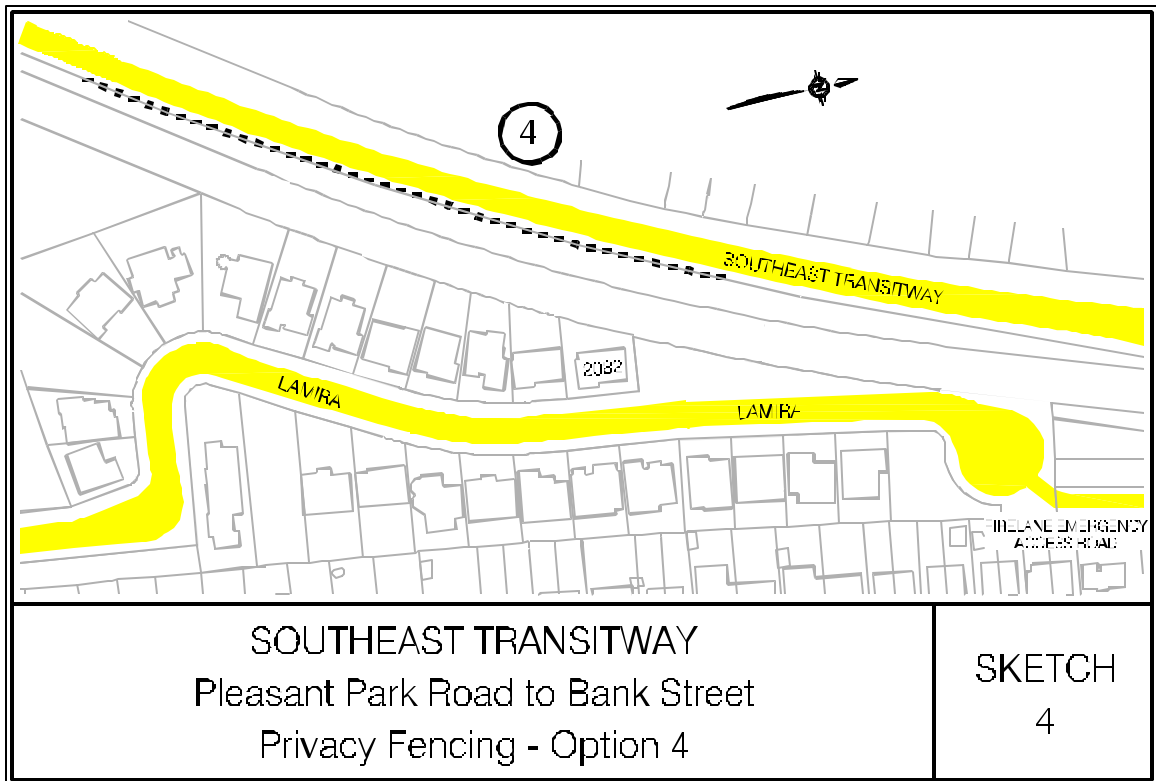 4
N
SOUTHEAST TRANSITWAY
2082
LAMIRA
LAMIRA
FIRELANE EMERGENCY
ACCESS ROAD
SOUTHEAST TRANSITWAY
Pleasant Park Road to Bank Street
Privacy Fencing - Option 4
SKETCH
4